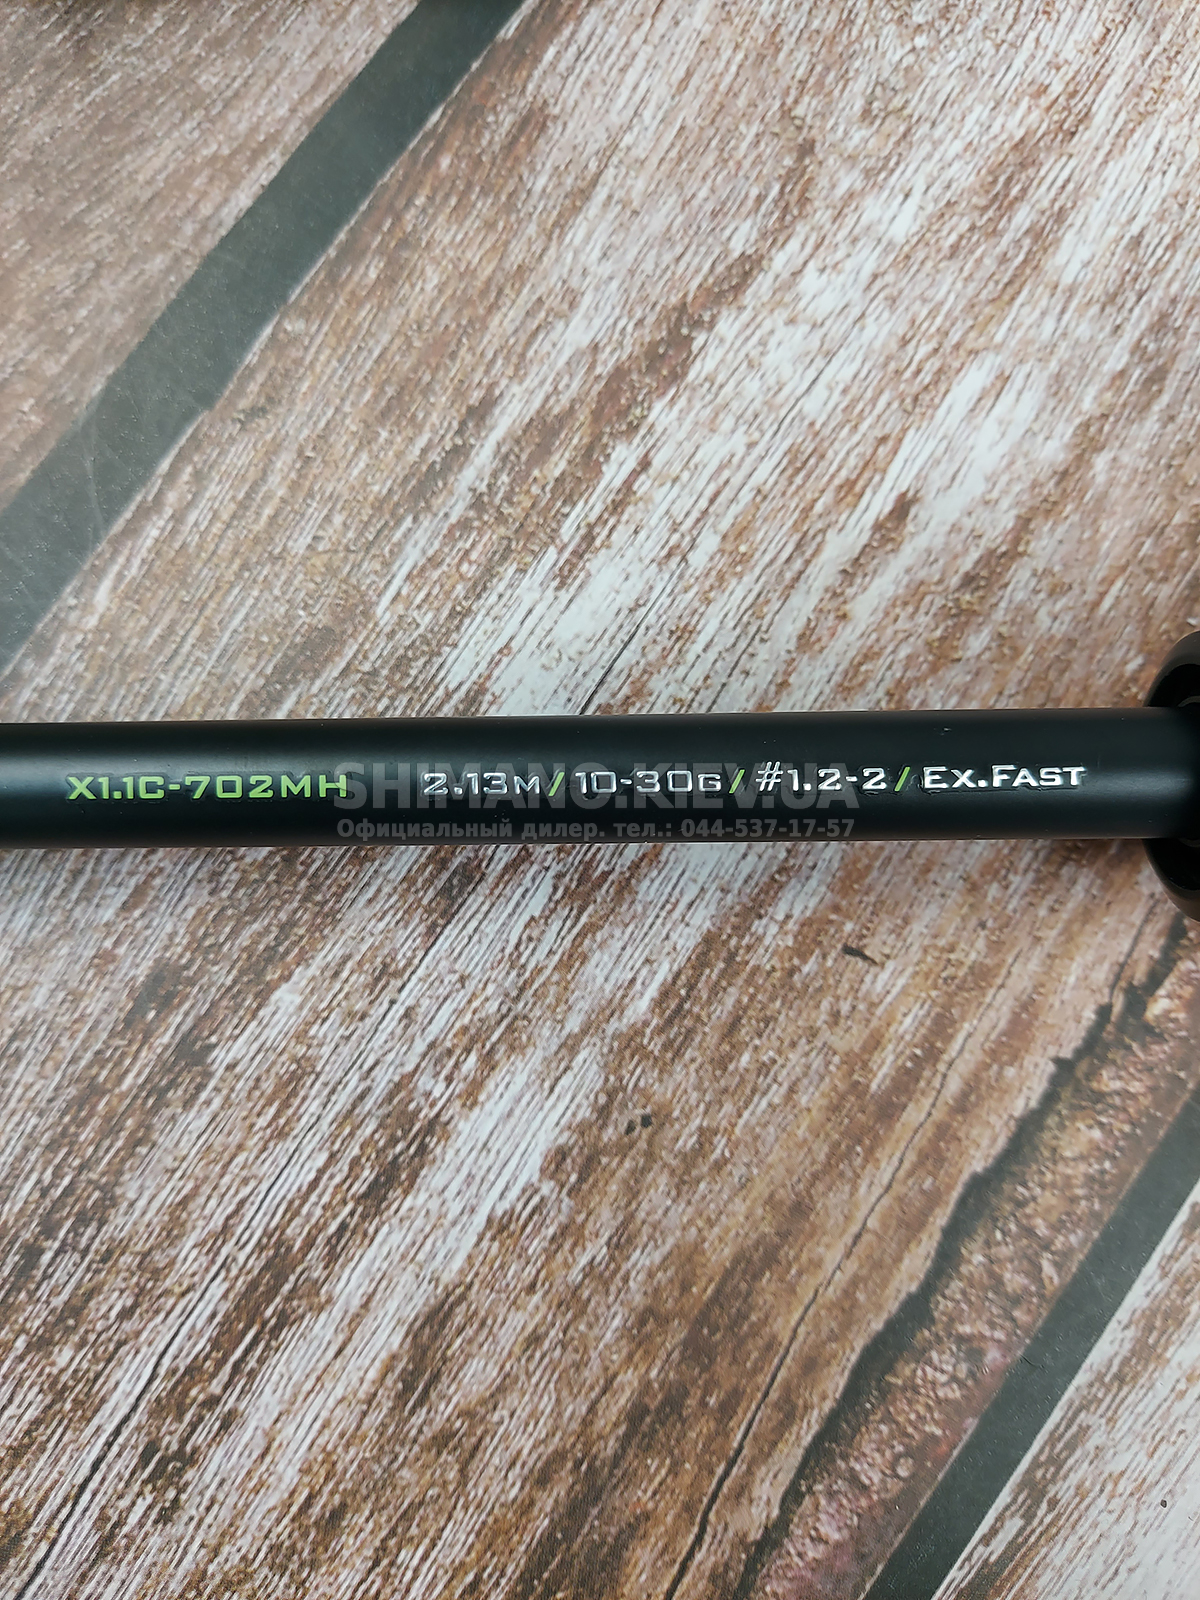 X1.1C-702MH 2.13M/10-30G/#1.2-2/EX.FAST
SHIMANO.KIEV.UA
Официальный дилер. тел.: 044-537-17-57